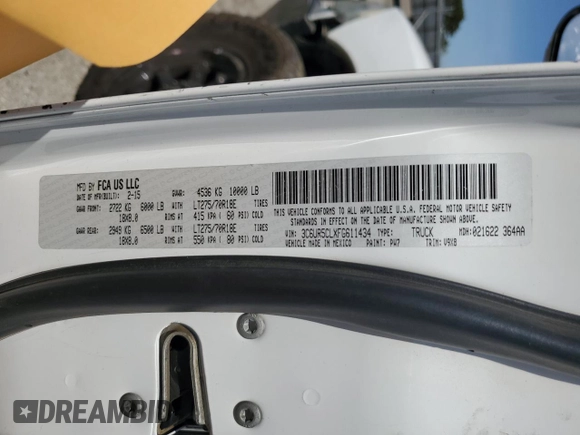 MFD BY FCA US LLC
DATE OF MFR(BUILT): 2-15 GVWR: 4536 KG 10000 LB
GAWR FRONT: 2722 KG 6000 LB LT275/70R18E TIRES
18X8.0 RIMS AT 415 KPA ( 60 PSI) COLD
GAWR REAR: 2949 KG 6500 LB LT275/70R18E TIRES
18X8.0 RIMS AT 550 KPA ( 80 PSI) COLD
THIS VEHICLE CONFORMS TO ALL APPLICABLE U.S.A. FEDERAL MOTOR VEHICLE SAFETY
STANDARDS IN EFFECT ON THE DATE OF MANUFACTURE SHOWN ABOVE
VIN: 3C6UR5CLXFG611434 TYPE: TRUCK MDH:021622 364AA
VEHICLE MADE IN MEXICO PAINT: PW7 TRIM: V9X8
DREAMBID